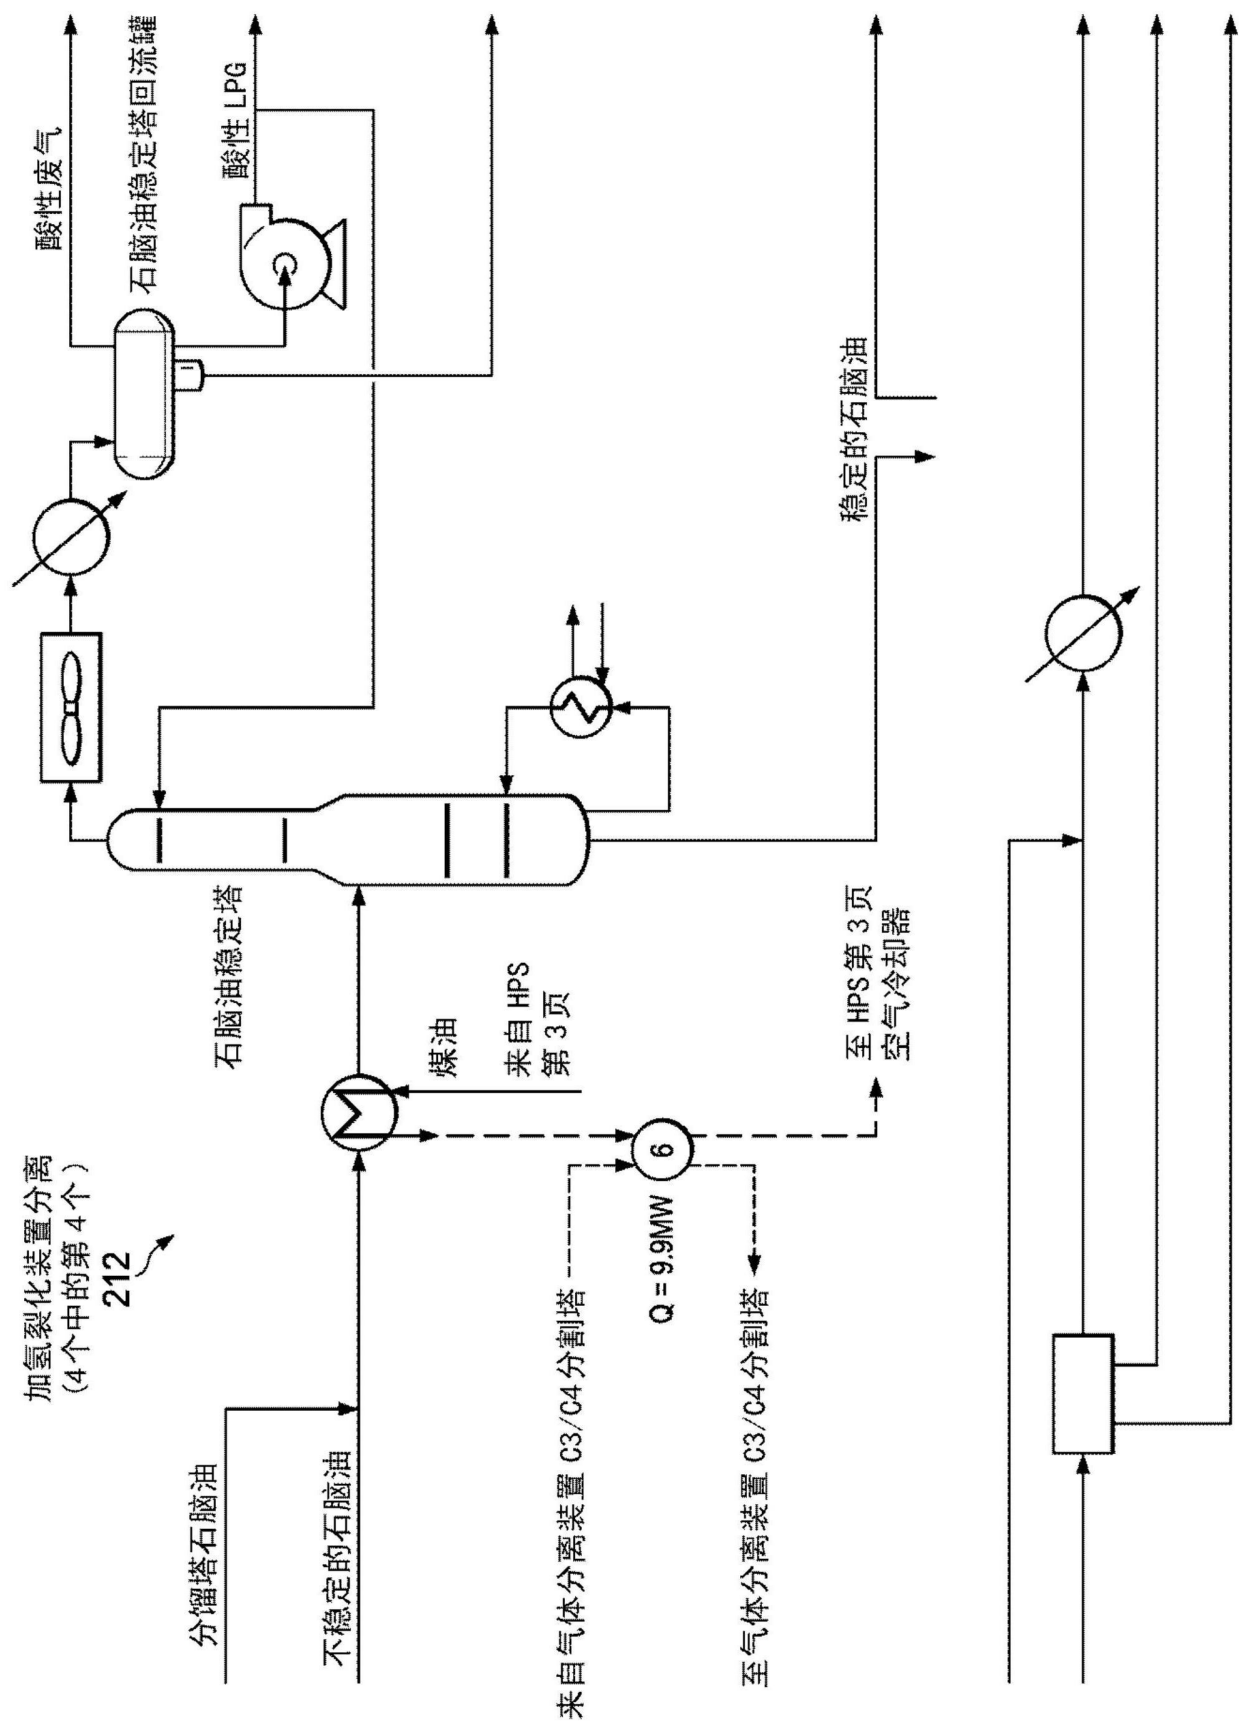 加氢裂化装置分离
(4个中的第4个)
212
分馏塔石脑油
不稳定的石脑油
石脑油稳定塔
酸性废气
石脑油稳定塔回流罐
酸性 LPG
煤油
来自 HPS
第3页
来自气体分离装置 C3/C4分割塔
Q = 9.9MW
6
至气体分离装置 C3/C4分割塔
至 HPS 第3页
空气冷却器
稳定的石脑油